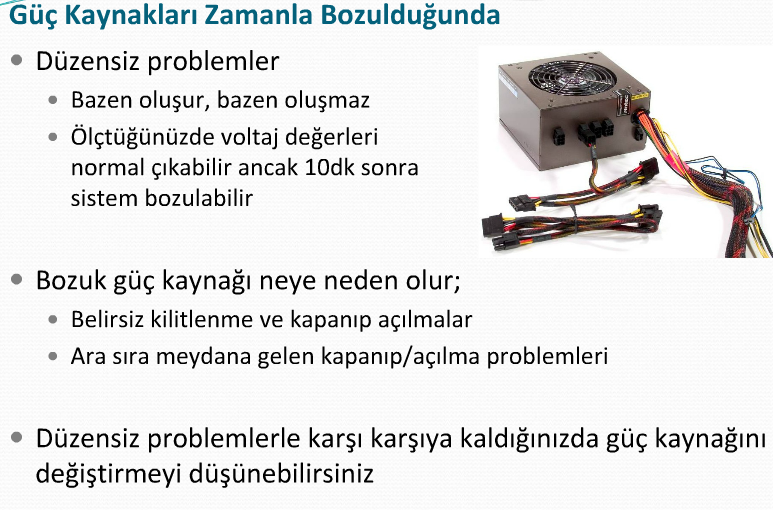 Güç Kaynakları Zamanla Bozulduğunda
• Düzensiz problemler
• Bazen oluşur, bazen oluşmaz
• Ölçtüğünüzde voltaj değerleri
normal çıkabilir ancak 10dk sonra
sistem bozulabilir
• Bozuk güç kaynağı neye neden olur;
• Belirsiz kilitlenme ve kapanıp açılmalar
• Ara sıra meydana gelen kapanıp/açılma problemleri
• Düzensiz problemlerle karşı karşıya kaldığınızda güç kaynağını
değiştirmeyi düşünebilirsiniz